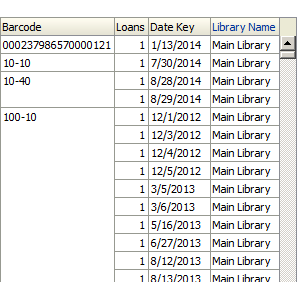 Barcode Loans Date Key Library Name
000237986570000121 1 1/13/2014 Main Library
10-10 1 7/30/2014 Main Library
10-40 1 8/28/2014 Main Library
1 8/29/2014 Main Library
100-10 1 12/1/2012 Main Library
1 12/3/2012 Main Library
1 12/4/2012 Main Library
1 12/5/2012 Main Library
1 3/5/2013 Main Library
1 3/6/2013 Main Library
1 5/16/2013 Main Library
1 6/27/2013 Main Library
1 8/12/2013 Main Library
1 8/13/2013 Main Library